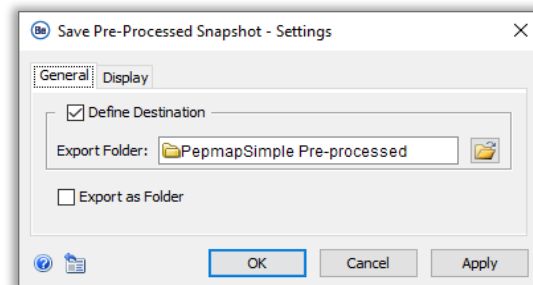 Be Save Pre-Processed Snapshot - Settings
General Display
Define Destination
Export Folder: PepmapSimple Pre-processed
Export as Folder
? OK Cancel Apply